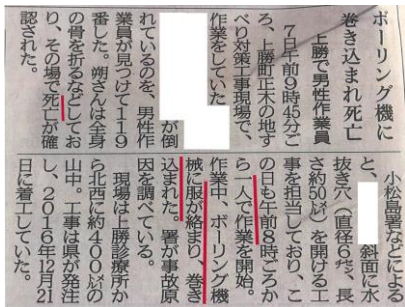 ボーリング機に
巻き込まれ死亡
上勝で男性作業員
7日午前9時45分ご
ろ、上勝町正木の地す
べり対策工事現場で、
作業をしていた
が倒
れているのを、男性作
業員が見つけて119
番した。朔さんは全身
の骨を折るなどしてお
り、その場で死亡が確
認された。
小松島署などによる
と、
斜面に水
抜き穴(直径6㌢、長
さ約50㍍)を開ける工
事を担当しており、こ
の日も午前8時ごろか
ら一人で作業を開始。
作業中、ボーリング機
械に服が絡まり、巻き
込まれた。署が事故原
因を調べている。
現場は上勝診療所か
ら北西に約400㍍の
山中。工事は県が発注
し、2016年12月21
日に着工していた。